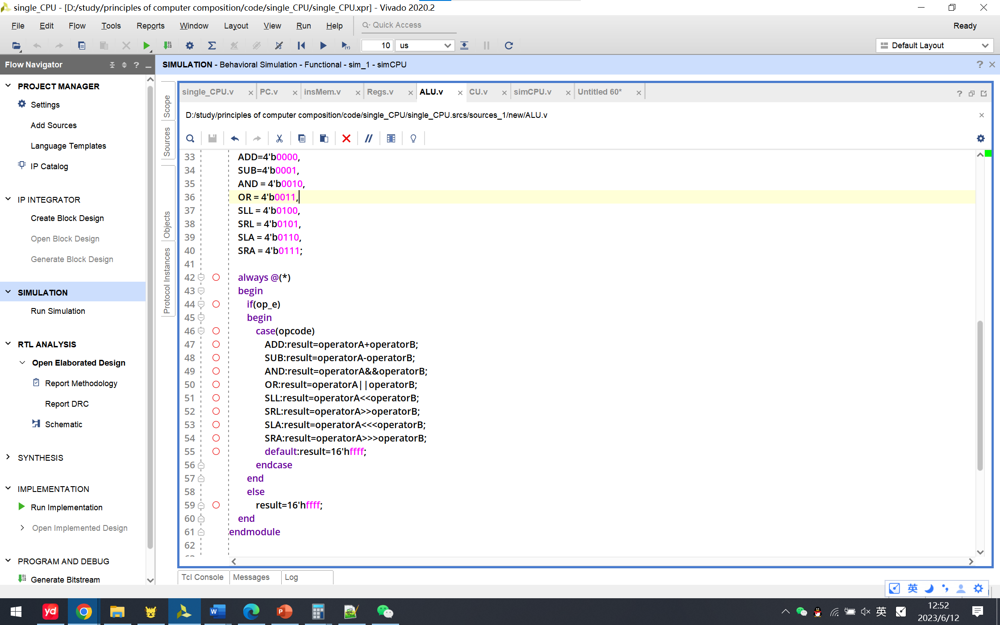 single_CPU - [D:/study/principles of computer composition/code/single_CPU/single_CPU.xpr] - Vivado 2020.2
File Edit Flow Tools Reports Window Layout View Run Help Quick Access Ready
10 us Default Layout
Flow Navigator
SIMULATION - Behavioral Simulation - Functional - sim_1 - simCPU
PROJECT MANAGER
Settings
Add Sources
Language Templates
IP Catalog
IP INTEGRATOR
Create Block Design
Open Block Design
Generate Block Design
SIMULATION
Run Simulation
RTL ANALYSIS
Open Elaborated Design
Report Methodology
Report DRC
Schematic
SYNTHESIS
IMPLEMENTATION
Run Implementation
Open Implemented Design
PROGRAM AND DEBUG
Generate Bitstream
Scope
Sources
Objects
Protocol Instances
single_CPU.v PC.v insMem.v Regs.v ALU.v CU.v simCPU.v Untitled 60*
D:/study/principles of computer composition/code/single_CPU/single_CPU.srcs/sources_1/new/ALU.v
33 ADD=4'b0000,
34 SUB=4'b0001,
35 AND = 4'b0010,
36 OR = 4'b0011,
37 SLL = 4'b0100,
38 SRL = 4'b0101,
39 SLA = 4'b0110,
40 SRA = 4'b0111;
41
42 always @(*)
43 begin
44 if(op_e)
45 begin
46 case(opcode)
47 ADD:result=operatorA+operatorB;
48 SUB:result=operatorA-operatorB;
49 AND:result=operatorA&&operatorB;
50 OR:result=operatorA||operatorB;
51 SLL:result=operatorA<<operatorB;
52 SRL:result=operatorA>>operatorB;
53 SLA:result=operatorA<<<operatorB;
54 SRA:result=operatorA>>>operatorB;
55 default:result=16'hffff;
56 endcase
57 end
58 else
59 result=16'hffff;
60 end
61 endmodule
62
Tcl Console Messages Log
英
yd
英
12:52
2023/6/12